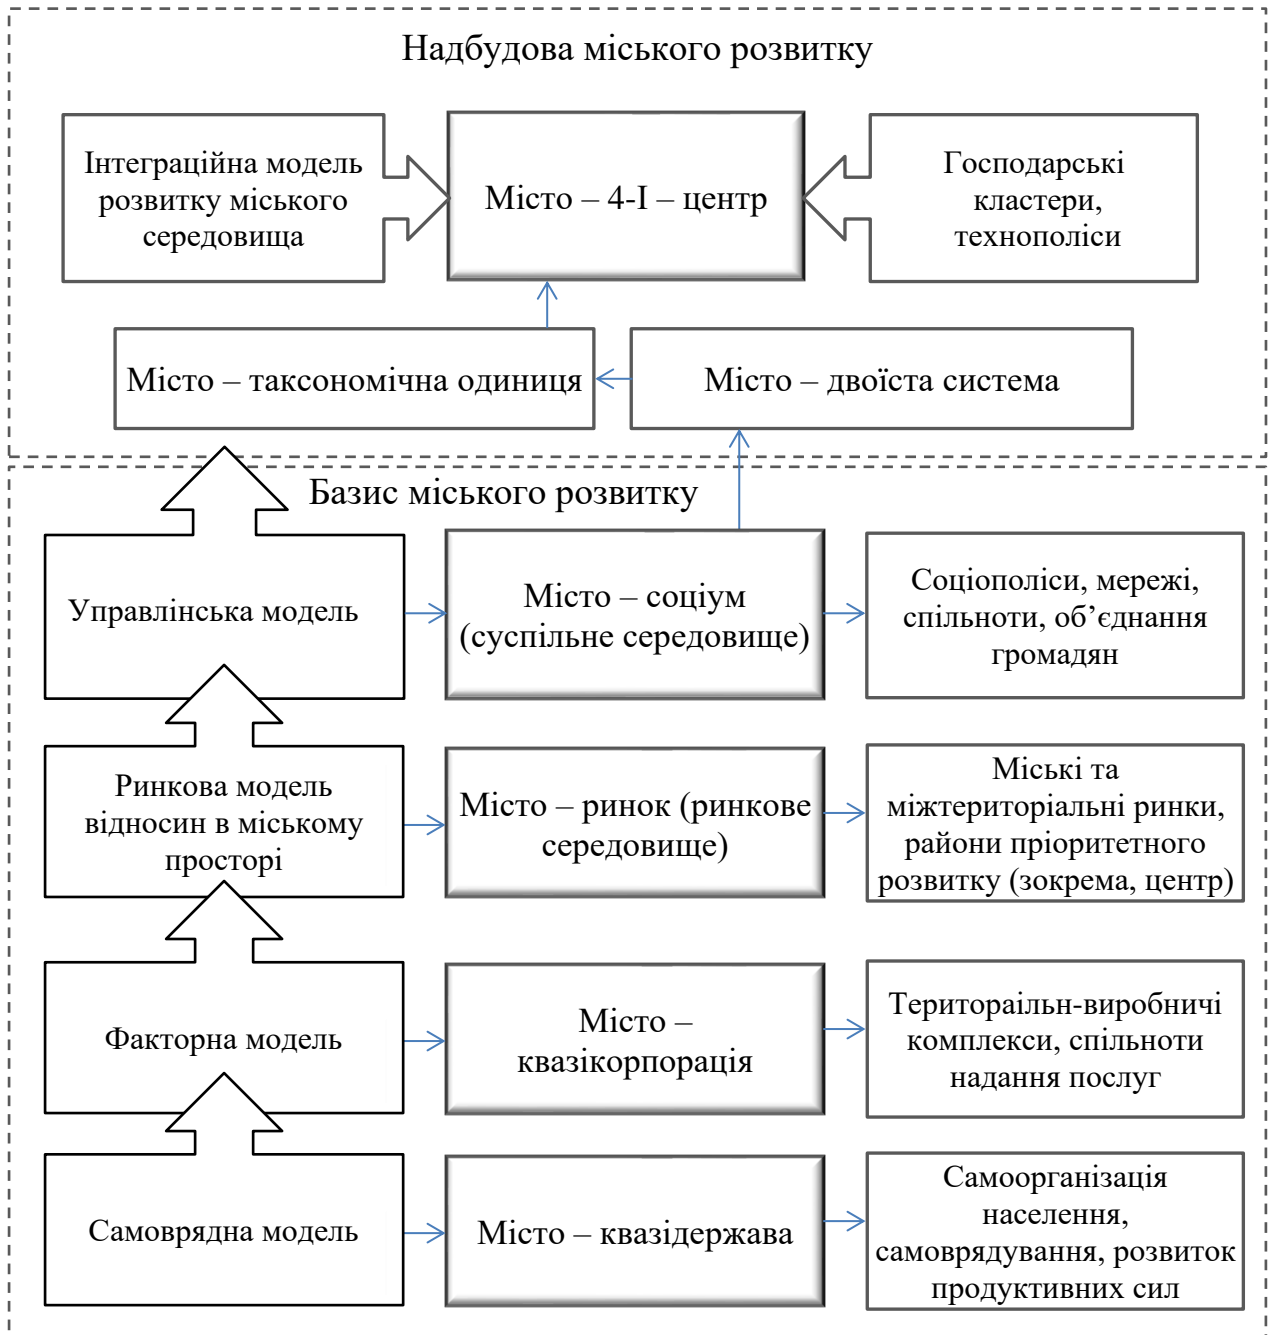 Надбудова міського розвитку
Інтеграційна модель
розвитку міського
середовища
Місто – 4-І – центр
Господарські
кластери,
технополіси
Місто – таксономічна одиниця
Місто – двоїста система
Базис міського розвитку
Управлінська модель
Місто – соціум
(суспільне середовище)
Соціополіси, мережі,
спільноти, об’єднання
громадян
Ринкова модель
відносин в міському
просторі
Місто – ринок (ринкове
середовище)
Міські та
міжтериторіальні ринки,
райони пріоритетного
розвитку (зокрема, центр)
Факторна модель
Місто –
квазікорпорація
Територаільн-виробничі
комплекси, спільноти
надання послуг
Самоврядна модель
Місто – квазідержава
Самоорганізація
населення,
самоврядування, розвиток
продуктивних сил